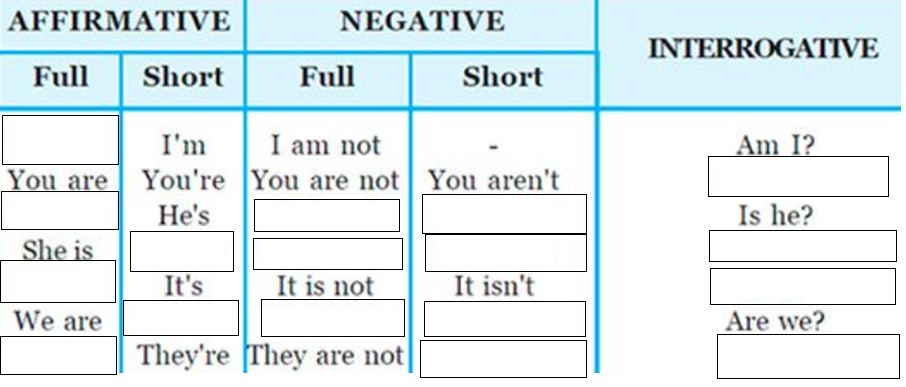 AFFIRMATIVE NEGATIVE INTERROGATIVE
Full Short Full Short
I'm I am not - Am I?
You are You're You are not You aren't
He's Is he?
She is
It's It is not It isn't
We are Are we?
They're They are not